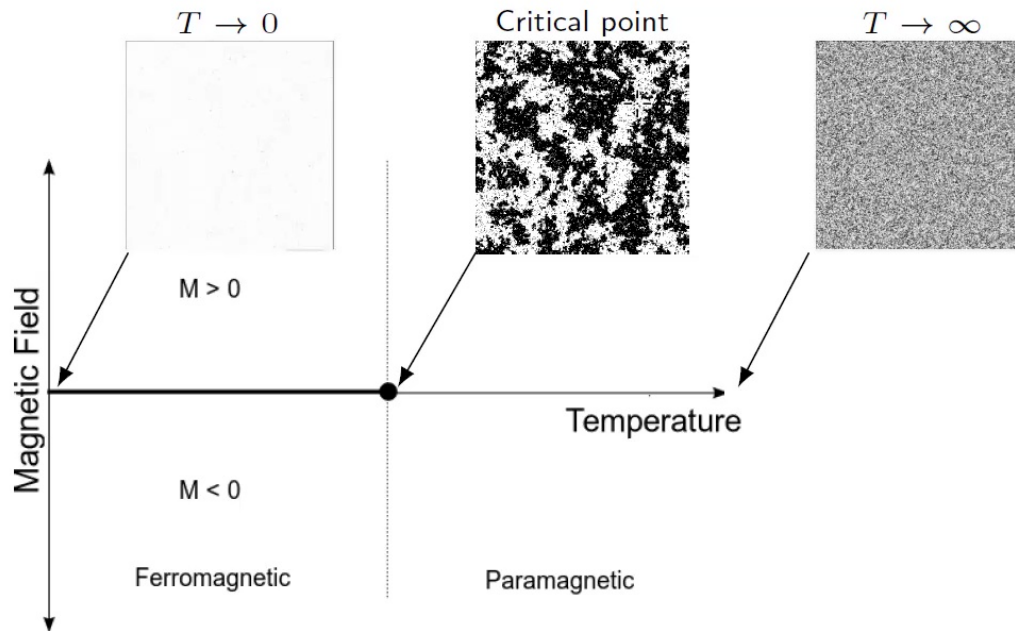 T → 0
Critical point
T → ∞
M > 0
Magnetic Field
Temperature
M < 0
Ferromagnetic
Paramagnetic